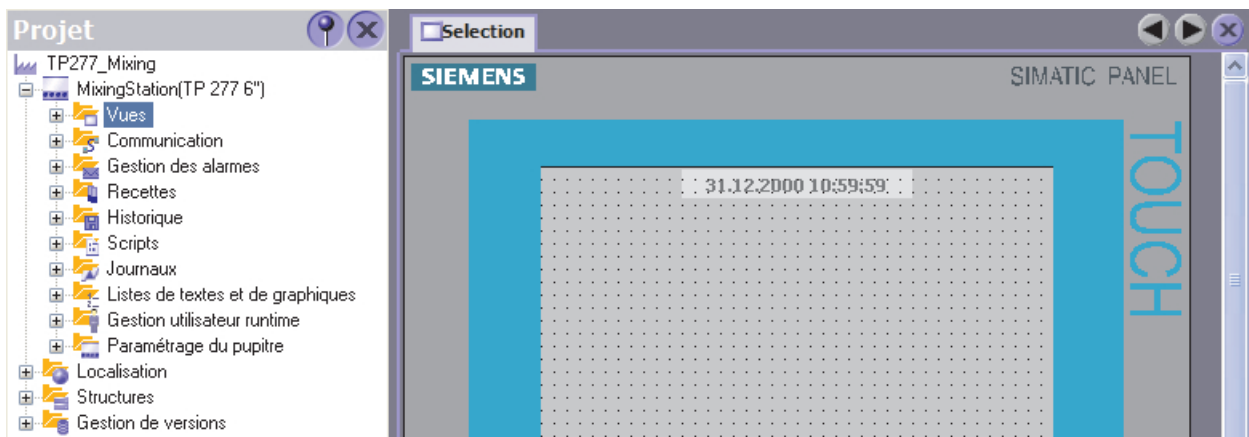 Projet
TP277_Mixing
MixingStation(TP 277 6")
Vues
Communication
Gestion des alarmes
Recettes
Historique
Scripts
Journaux
Listes de textes et de graphiques
Gestion utilisateur runtime
Paramétrage du pupitre
Localisation
Structures
Gestion de versions
Selection
SIEMENS
SIMATIC PANEL
TOUCH
31.12.2000 10:59:59